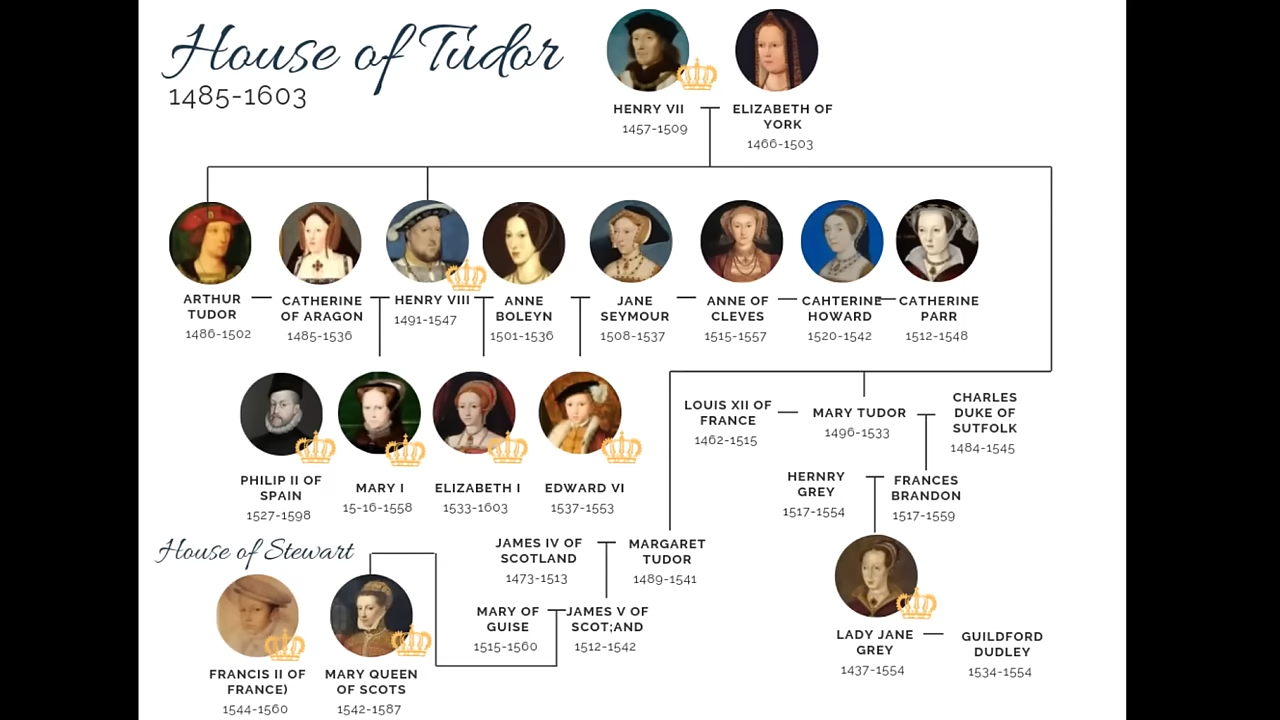 House of Tudor
1485-1603
HENRY VII
1457-1509
ELIZABETH OF
YORK
1466-1503
ARTHUR
TUDOR
1486-1502
CATHERINE
OF ARAGON
1485-1536
HENRY VIII
1491-1547
ANNE
BOLEYN
1501-1536
JANE
SEYMOUR
1508-1537
ANNE OF
CLEVES
1515-1557
CAHTERINE
HOWARD
1520-1542
CATHERINE
PARR
1512-1548
LOUIS XII OF
FRANCE
1462-1515
MARY TUDOR
1496-1533
CHARLES
DUKE OF
SUTFOLK
1484-1545
PHILIP II OF
SPAIN
1527-1598
MARY I
15-16-1558
ELIZABETH I
1533-1603
EDWARD VI
1537-1553
HERNRY
GREY
1517-1554
FRANCES
BRANDON
1517-1559
House of Stewart
JAMES IV OF
SCOTLAND
1473-1513
MARGARET
TUDOR
1489-1541
MARY OF
GUISE
1515-1560
JAMES V OF
SCOT;AND
1512-1542
LADY JANE
GREY
1437-1554
GUILDFORD
DUDLEY
1534-1554
FRANCIS II OF
FRANCE)
1544-1560
MARY QUEEN
OF SCOTS
1542-1587